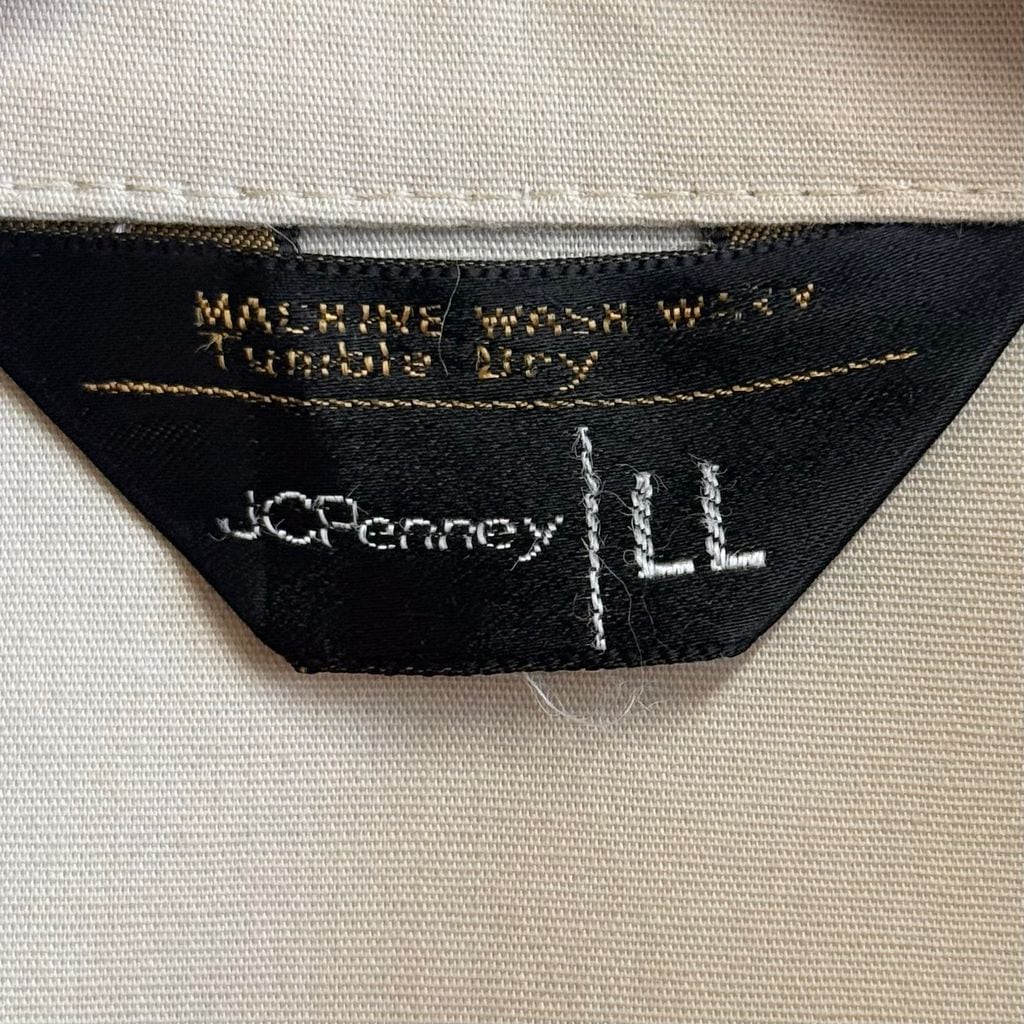 MACHINE WASH WARM
Tumble Dry
JCPenney | LL